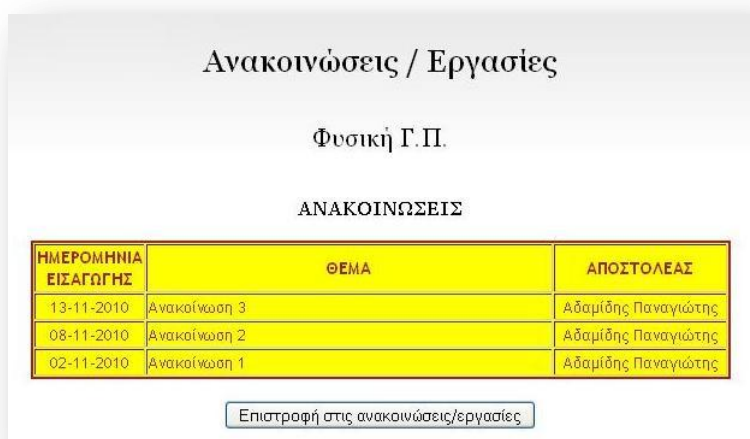 Ανακοινώσεις / Εργασίες
Φυσική Γ.Π.
ΑΝΑΚΟΙΝΩΣΕΙΣ
ΗΜΕΡΟΜΗΝΙΑ ΕΙΣΑΓΩΓΗΣ ΘΕΜΑ ΑΠΟΣΤΟΛΕΑΣ
13-11-2010 Ανακοίνωση 3 Αδαμίδης Παναγιώτης
08-11-2010 Ανακοίνωση 2 Αδαμίδης Παναγιώτης
02-11-2010 Ανακοίνωση 1 Αδαμίδης Παναγιώτης
Επιστροφή στις ανακοινώσεις/εργασίες